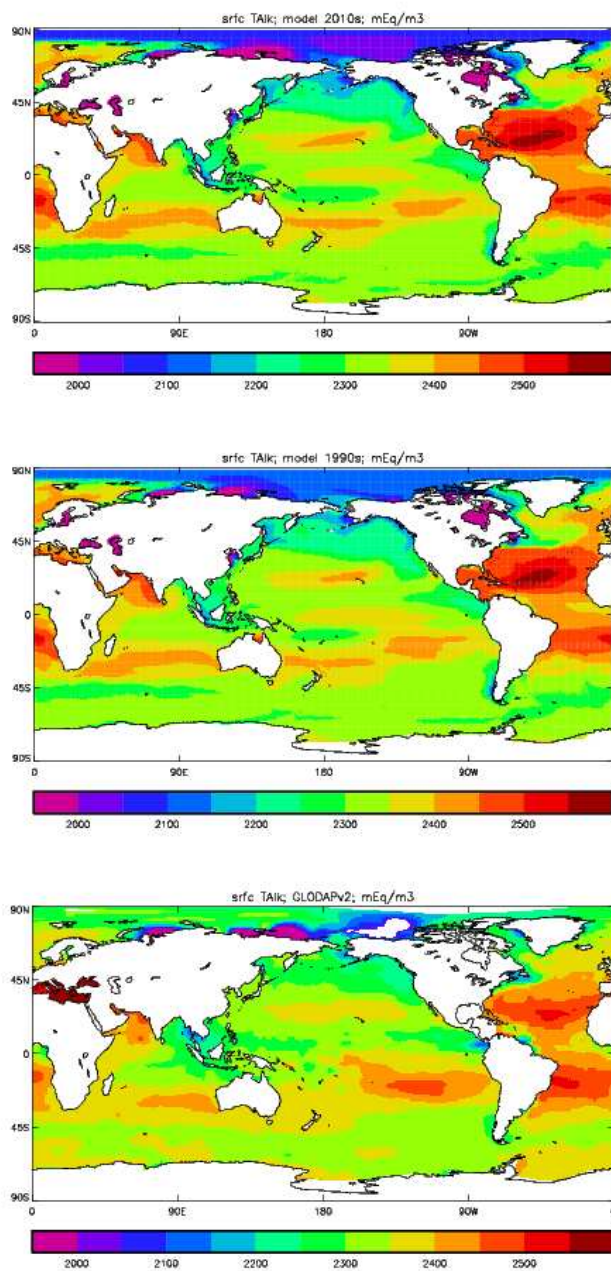 srfc TAlk; model 2010s; mEq/m3
90N
45N
0
45S
90S
0 90E 180 90W
2000 2100 2200 2300 2400 2500
srfc TAlk; model 1990s; mEq/m3
90N
45N
0
45S
90S
0 90E 180 90W
2000 2100 2200 2300 2400 2500
srfc TAlk; GLODAPv2; mEq/m3
90N
45N
0
45S
90S
0 90E 180 90W
2000 2100 2200 2300 2400 2500